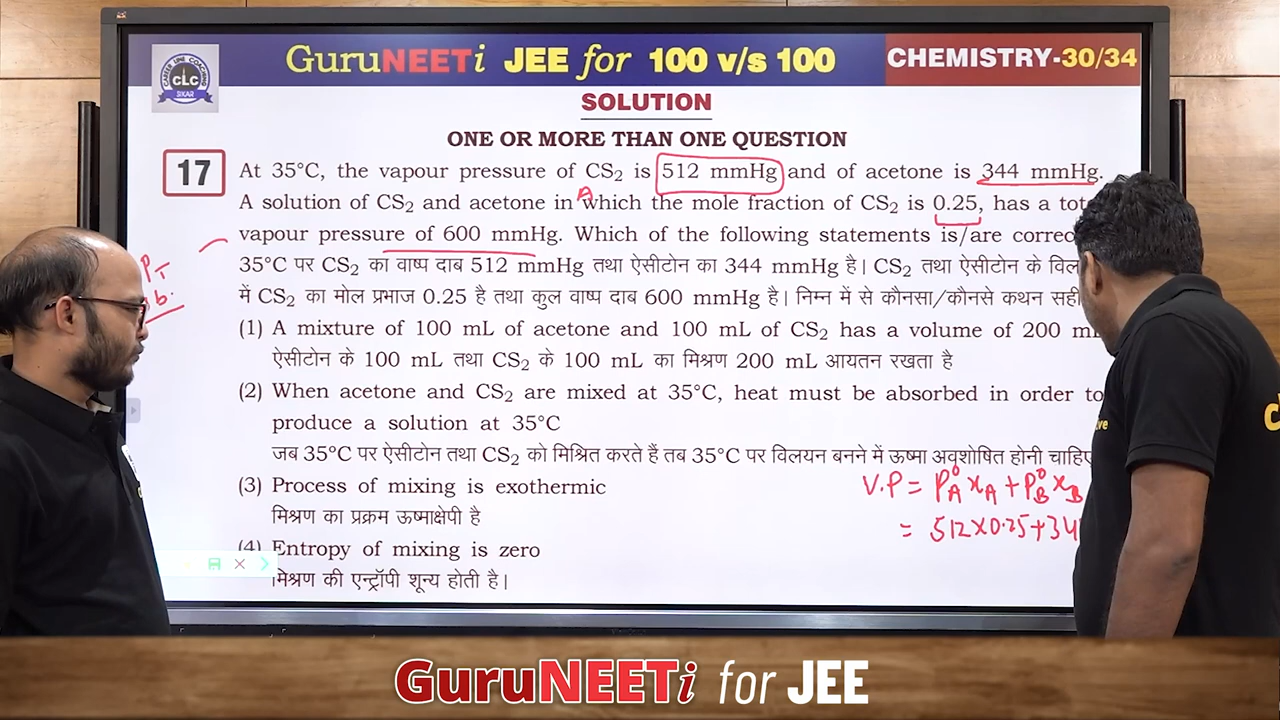 GuruNEETi JEE for 100 v/s 100
CHEMISTRY-30/34
CAREER LINE COACHING
CLC
SIKAR
SOLUTION
ONE OR MORE THAN ONE QUESTION
17
At 35°C, the vapour pressure of CS₂ is 512 mmHg and of acetone is 344 mmHg.
A
A solution of CS₂ and acetone in which the mole fraction of CS₂ is 0.25, has a tot
vapour pressure of 600 mmHg. Which of the following statements is/are correc
35°C पर CS₂ का वाष्प दाब 512 mmHg तथा ऐसीटोन का 344 mmHg है। CS₂ तथा ऐसीटोन के विल
में CS₂ का मोल प्रभाज 0.25 है तथा कुल वाष्प दाब 600 mmHg है। निम्न में से कौनसा/कौनसे कथन सही
(1) A mixture of 100 mL of acetone and 100 mL of CS₂ has a volume of 200 m
ऐसीटोन के 100 mL तथा CS₂ के 100 mL का मिश्रण 200 mL आयतन रखता है
(2) When acetone and CS₂ are mixed at 35°C, heat must be absorbed in order to
produce a solution at 35°C
जब 35°C पर ऐसीटोन तथा CS₂ को मिश्रित करते हैं तब 35°C पर विलयन बनने में ऊष्मा अवशोषित होनी चाहिए
V.P = P°A xA + P°B xB
(3) Process of mixing is exothermic
मिश्रण का प्रक्रम ऊष्माक्षेपी है
= 512×0.25+34
(4) Entropy of mixing is zero
मिश्रण की एन्ट्रॉपी शून्य होती है।
GuruNEETi for JEE